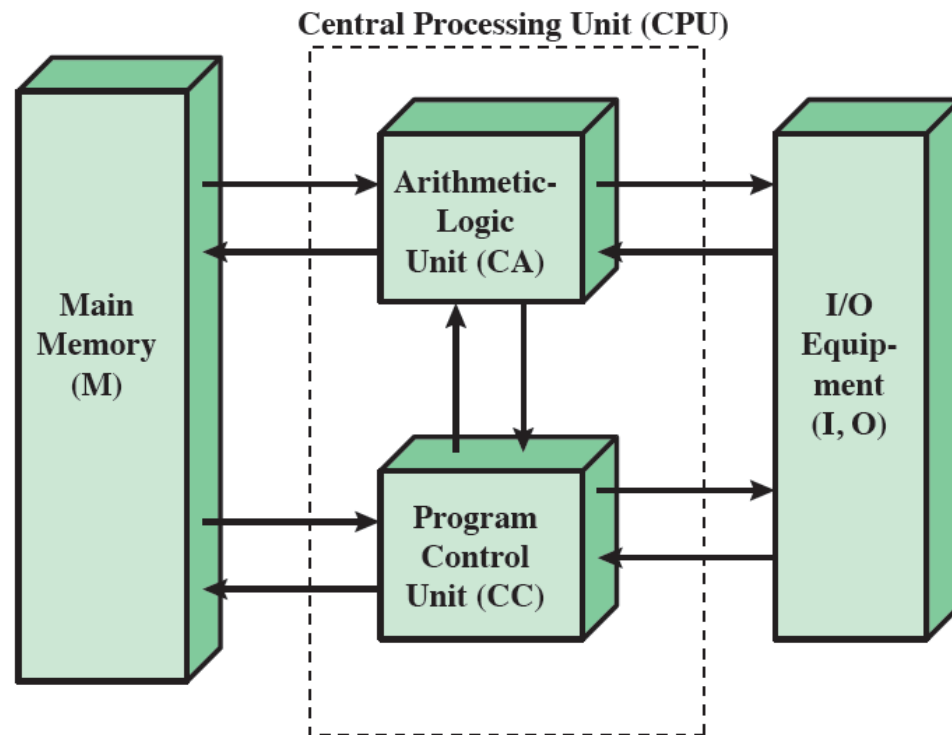 Central Processing Unit (CPU)
Main
Memory
(M)
Arithmetic-
Logic
Unit (CA)
Program
Control
Unit (CC)
I/O
Equip-
ment
(I, O)